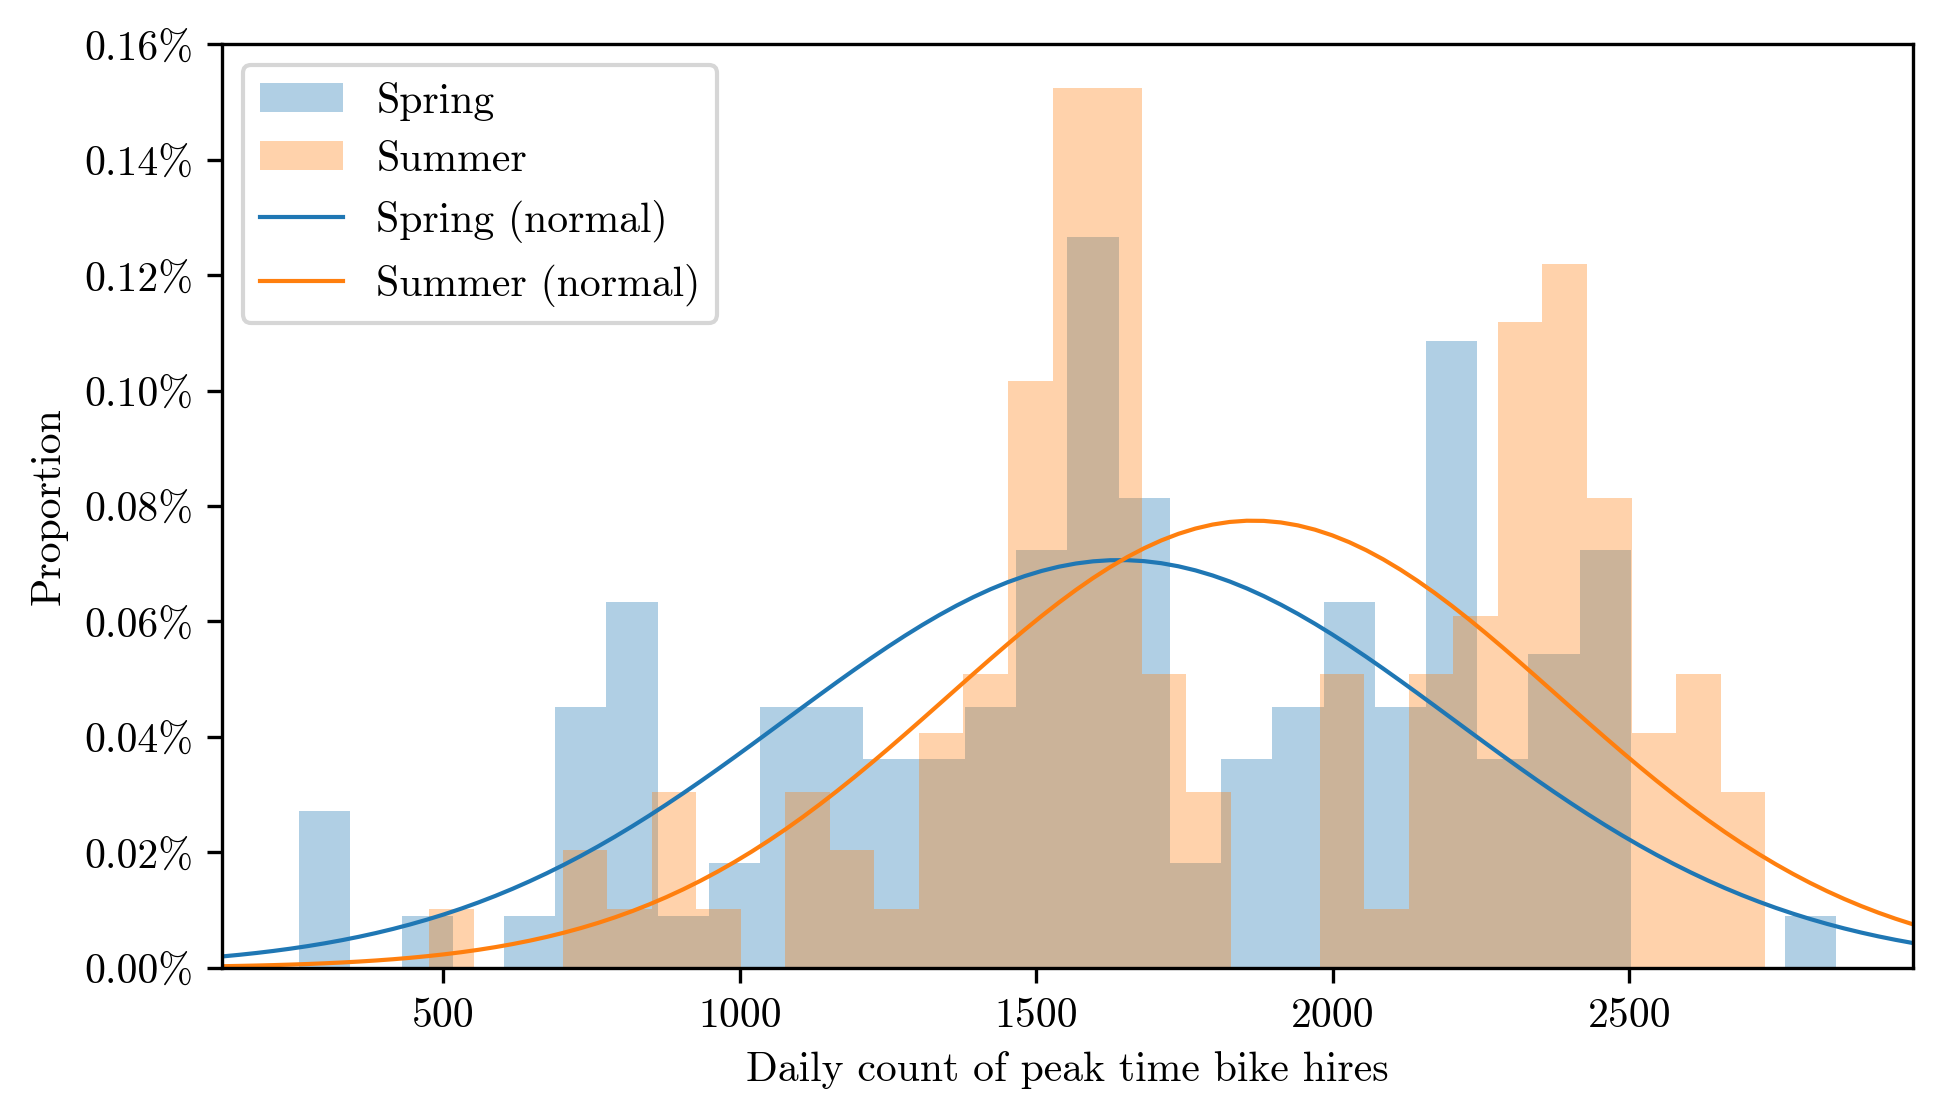 0.16%
0.14%
0.12%
0.10%
0.08%
0.06%
0.04%
0.02%
0.00%
Proportion
Spring
Summer
Spring (normal)
Summer (normal)
500 1000 1500 2000 2500
Daily count of peak time bike hires